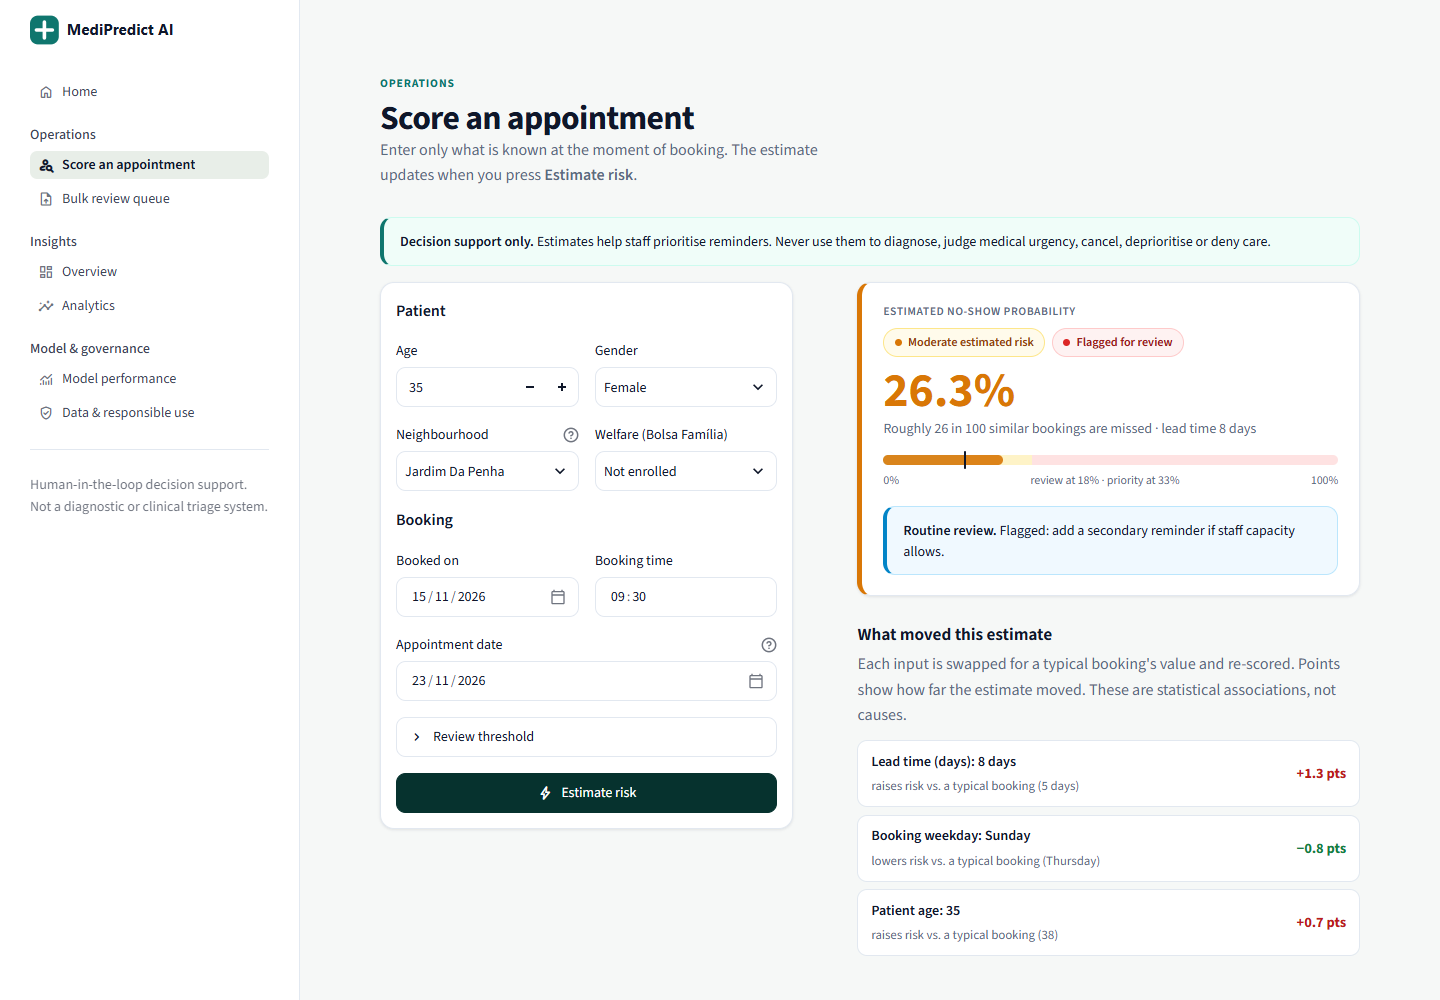 MediPredict AI
Home
Operations
Score an appointment
Bulk review queue
Insights
Overview
Analytics
Model & governance
Model performance
Data & responsible use
Human-in-the-loop decision support.
Not a diagnostic or clinical triage system.
OPERATIONS
Score an appointment
Enter only what is known at the moment of booking. The estimate
updates when you press Estimate risk.
Decision support only. Estimates help staff prioritise reminders. Never use them to diagnose, judge medical urgency, cancel, deprioritise or deny care.
Patient
Age
Gender
35
Female
Neighbourhood
Welfare (Bolsa Família)
Jardim Da Penha
Not enrolled
Booking
Booked on
Booking time
15/11/2026
09:30
Appointment date
23/11/2026
Review threshold
Estimate risk
ESTIMATED NO-SHOW PROBABILITY
Moderate estimated risk
Flagged for review
26.3%
Roughly 26 in 100 similar bookings are missed · lead time 8 days
0%
review at 18% · priority at 33%
100%
Routine review. Flagged: add a secondary reminder if staff capacity
allows.
What moved this estimate
Each input is swapped for a typical booking's value and re-scored. Points
show how far the estimate moved. These are statistical associations, not
causes.
Lead time (days): 8 days
raises risk vs. a typical booking (5 days)
+1.3 pts
Booking weekday: Sunday
lowers risk vs. a typical booking (Thursday)
−0.8 pts
Patient age: 35
raises risk vs. a typical booking (38)
+0.7 pts